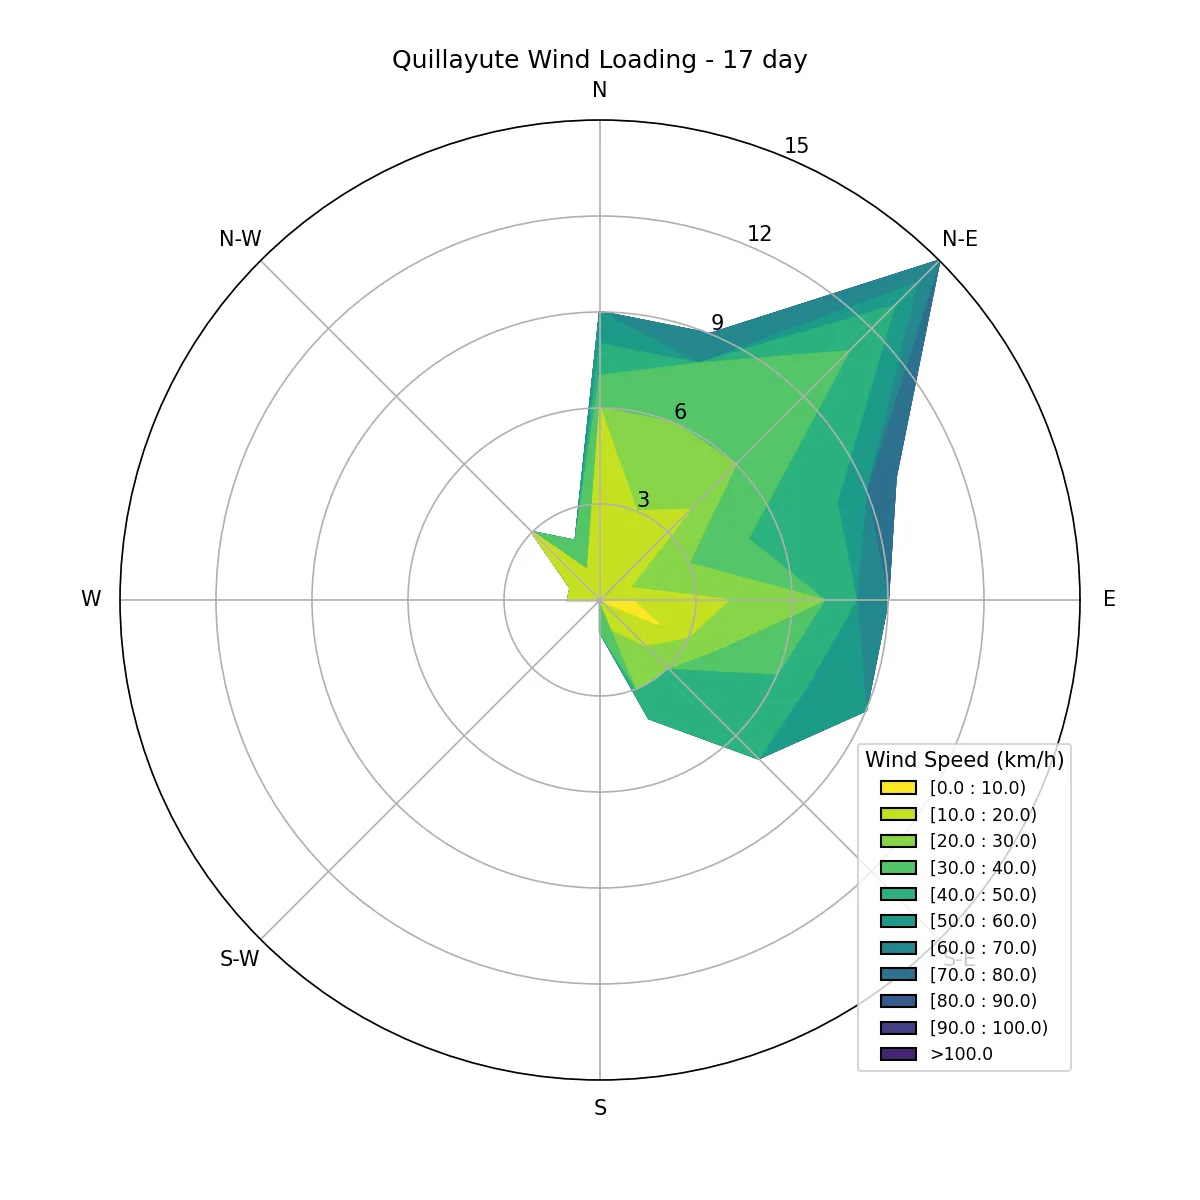 Quillayute Wind Loading - 17 day
N
15
12
N-W
N-E
9
6
3
W
E
Wind Speed (km/h)
[0.0 : 10.0)
[10.0 : 20.0)
[20.0 : 30.0)
[30.0 : 40.0)
[40.0 : 50.0)
[50.0 : 60.0)
[60.0 : 70.0)
S-W
S-E
[70.0 : 80.0)
[80.0 : 90.0)
[90.0 : 100.0)
>100.0
S